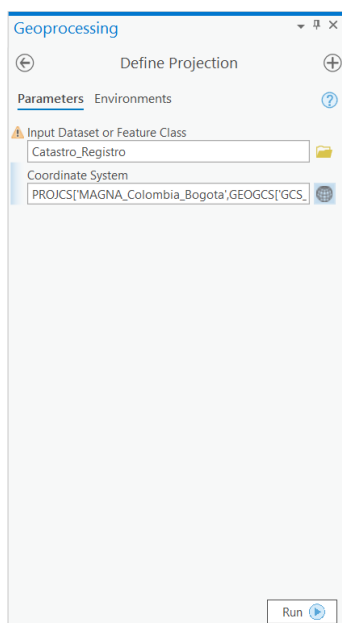 Geoprocessing
Define Projection
Parameters Environments
Input Dataset or Feature Class
Catastro_Registro
Coordinate System
PROJCS['MAGNA_Colombia_Bogota',GEOGCS['GCS_
Run